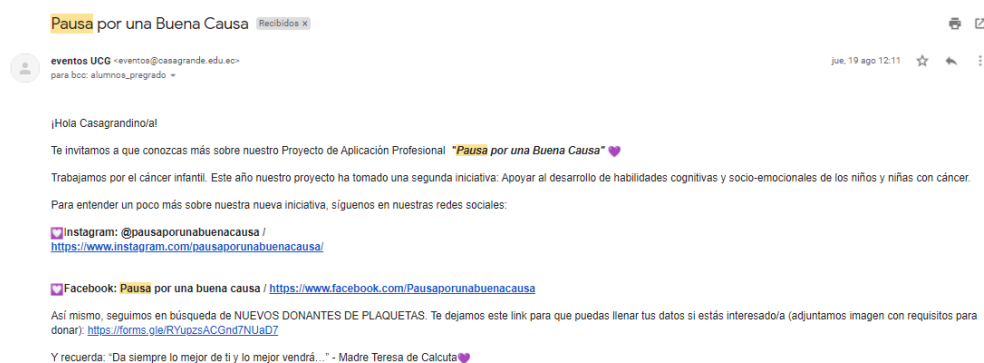 Pausa por una Buena Causa Recibidos x
eventos UCG <eventos@casagrande.edu.ec>
jue, 19 ago 12:11
para bcc: alumnos_pregrado
¡Hola Casagrandino/a!
Te invitamos a que conozcas más sobre nuestro Proyecto de Aplicación Profesional "Pausa por una Buena Causa" 💜
Trabajamos por el cáncer infantil. Este año nuestro proyecto ha tomado una segunda iniciativa: Apoyar al desarrollo de habilidades cognitivas y socio-emocionales de los niños y niñas con cáncer.
Para entender un poco más sobre nuestra nueva iniciativa, síguenos en nuestras redes sociales:
💟Instagram: @pausaporunabuenacausa /
https://www.instagram.com/pausaporunabuenacausa/
💟Facebook: Pausa por una buena causa / https://www.facebook.com/Pausaporunabuenacausa
Así mismo, seguimos en búsqueda de NUEVOS DONANTES DE PLAQUETAS. Te dejamos este link para que puedas llenar tus datos si estás interesado/a (adjuntamos imagen con requisitos para
donar): https://forms.gle/RYupzsACGnd7NUaD7
Y recuerda: “Da siempre lo mejor de ti y lo mejor vendrá…” - Madre Teresa de Calcuta💜